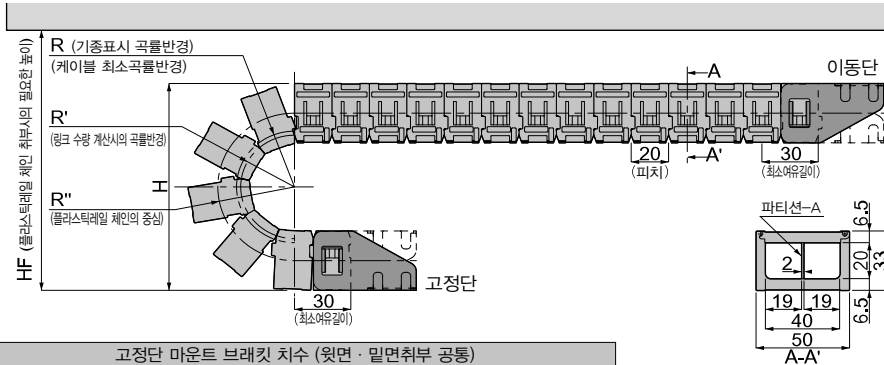 HF (플라스틱레일 체인 취부시의 필요한 높이)
R (기종표시 곡률반경)
(케이블 최소곡률반경)
R'
(링크 수량 계산시의 곡률반경)
R"
(플라스틱레일 체인의 중심)
H
A
이동단
20
(피치)
A'
30
(최소여유길이)
고정단
30
(최소여유길이)
파티션-A
2
19
19
40
50
6.5
20
33
6.5
A-A'
고정단 마운트 브래킷 치수 (윗면 · 밑면취부 공통)